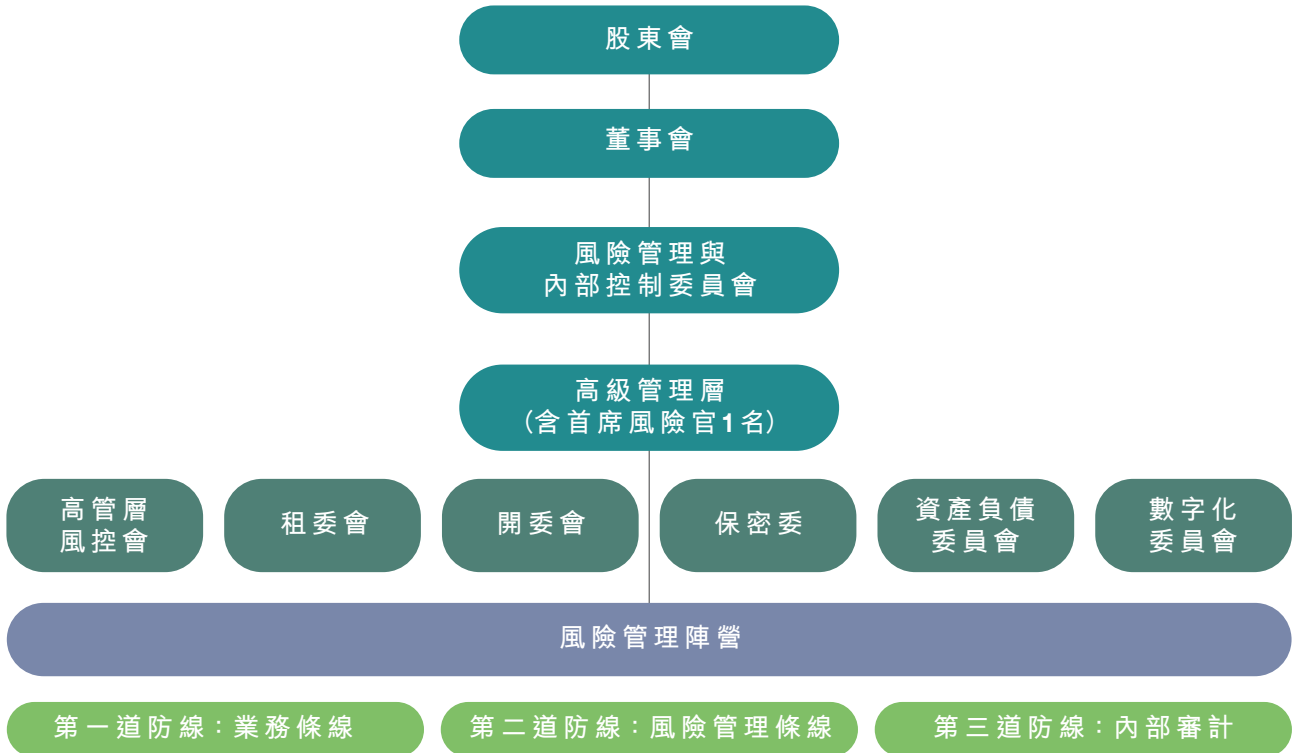 股東會
董事會
風險管理與
內部控制委員會
高級管理層
（含首席風險官1名）
高管層
風控會
租委會
開委會
保密委
資產負債
委員會
數字化
委員會
風險管理陣營
第一道防線：業務條線
第二道防線：風險管理條線
第三道防線：內部審計